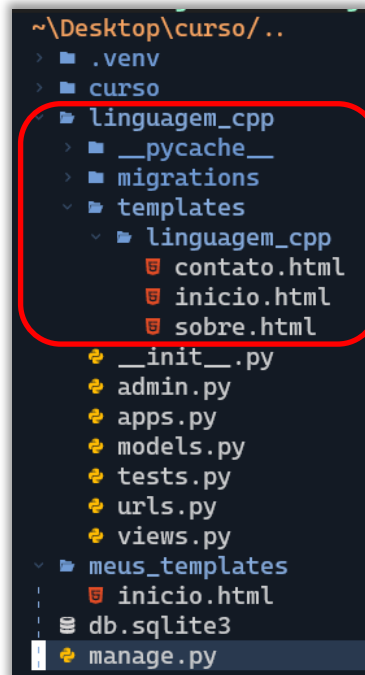 ~\Desktop\curso/..
.venv
curso
linguagem_cpp
__pycache__
migrations
templates
linguagem_cpp
contato.html
inicio.html
sobre.html
__init__.py
admin.py
apps.py
models.py
tests.py
urls.py
views.py
meus_templates
inicio.html
db.sqlite3
manage.py